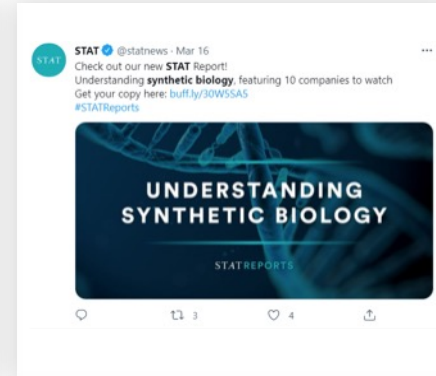 STAT
STAT @statnews · Mar 16
Check out our new STAT Report!
Understanding synthetic biology, featuring 10 companies to watch
Get your copy here: buff.ly/30W5SA5
#STATReports
UNDERSTANDING
SYNTHETIC BIOLOGY
STATREPORTS
3
4